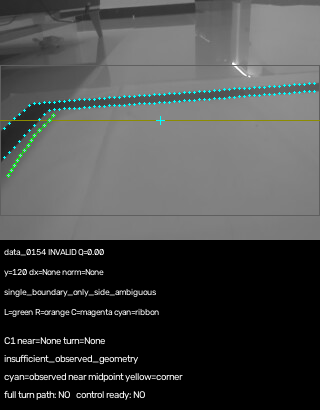 data_0154 INVALID Q=0.00
y=120 dx=None norm=None
single_boundary_only_side_ambiguous
L=green R=orange C=magenta cyan=ribbon
C1 near=None turn=None
insufficient_observed_geometry
cyan=observed near midpoint yellow=corner
full turn path: NO control ready: NO